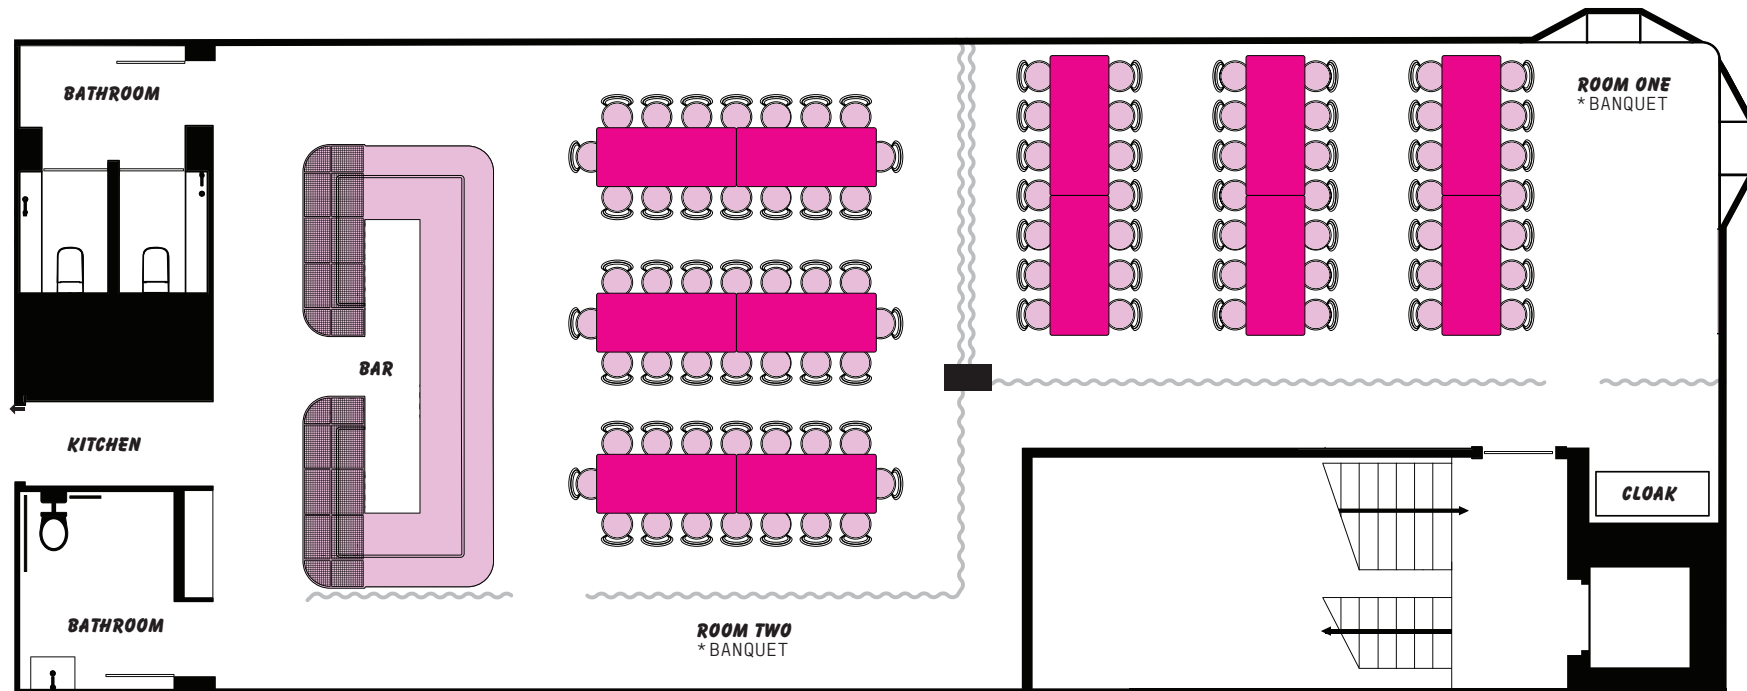 BATHROOM
ROOM ONE
*BANQUET
BAR
KITCHEN
CLOAK
BATHROOM
ROOM TWO
*BANQUET